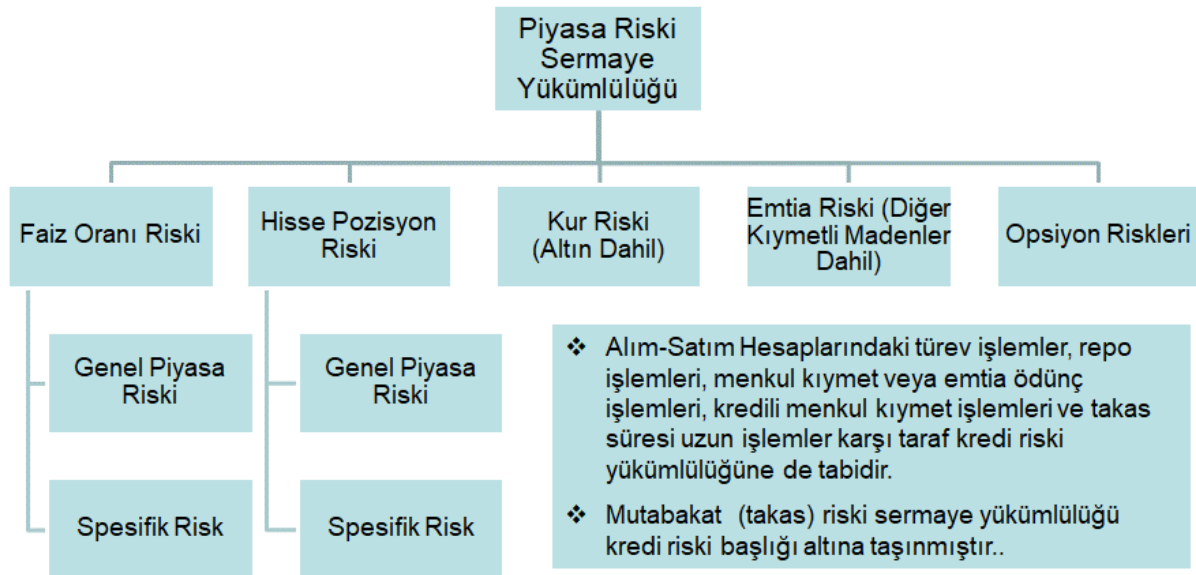 Piyasa Riski
Sermaye
Yükümlülüğü
Faiz Oranı Riski
Hisse Pozisyon
Riski
Kur Riski
(Altın Dahil)
Emtia Riski (Diğer
Kıymetli Madenler
Dahil)
Opsiyon Riskleri
Genel Piyasa
Riski
Genel Piyasa
Riski
Spesifik Risk
Spesifik Risk
❖ Alım-Satım Hesaplarındaki türev işlemler, repo
işlemleri, menkul kıymet veya emtia ödünç
işlemleri, kredili menkul kıymet işlemleri ve takas
süresi uzun işlemler karşı taraf kredi riski
yükümlülüğüne de tabidir.
❖ Mutabakat (takas) riski sermaye yükümlülüğü
kredi riski başlığı altına taşınmıştır..